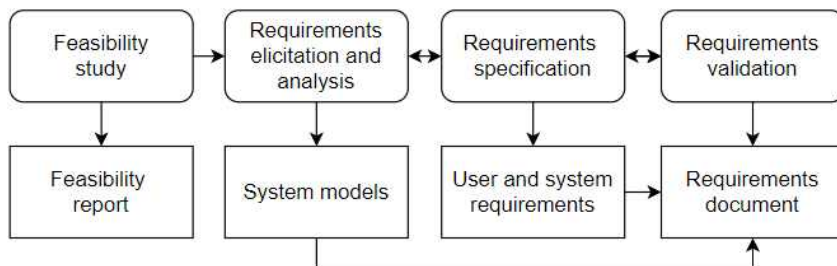 Feasibility
study
Requirements
elicitation and
analysis
Requirements
specification
Requirements
validation
Feasibility
report
System models
User and system
requirements
Requirements
document